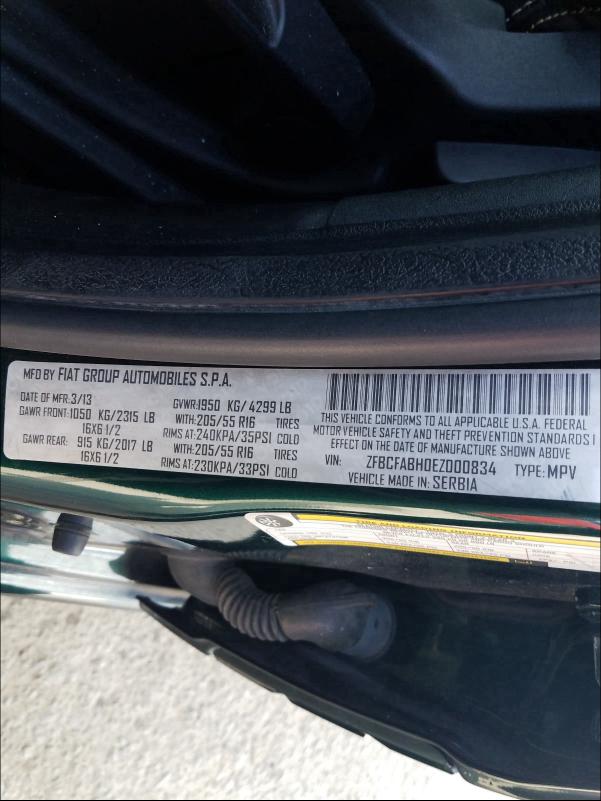 MFD BY FIAT GROUP AUTOMOBILES S.P.A.
DATE OF MFR:3/13 GVWR:1950 KG/4299 LB
GAWR FRONT:1050 KG/2315 LB WITH:205/55 R16 TIRES
16X6 1/2 RIMS AT:240KPA/35PSI COLD
GAWR REAR: 915 KG/2017 LB WITH:205/55 R16 TIRES
16X6 1/2 RIMS AT:230KPA/33PSI COLD
THIS VEHICLE CONFORMS TO ALL APPLICABLE U.S.A. FEDERAL
MOTOR VEHICLE SAFETY AND THEFT PREVENTION STANDARDS I
EFFECT ON THE DATE OF MANUFACTURE SHOWN ABOVE
VIN: ZFBCFABH0EZ000834 TYPE: MPV
VEHICLE MADE IN: SERBIA
TIRE AND LOADING INFORMATION